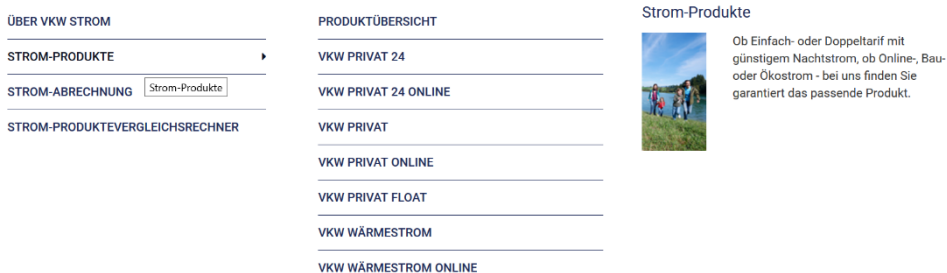 ÜBER VKW STROM
STROM-PRODUKTE
STROM-ABRECHNUNG
Strom-Produkte
STROM-PRODUKTEVERGLEICHSRECHNER
PRODUKTÜBERSICHT
VKW PRIVAT 24
VKW PRIVAT 24 ONLINE
VKW PRIVAT
VKW PRIVAT ONLINE
VKW PRIVAT FLOAT
VKW WÄRMESTROM
VKW WÄRMESTROM ONLINE
Strom-Produkte
Ob Einfach- oder Doppeltarif mit
günstigem Nachtstrom, ob Online-, Bau-
oder Ökostrom - bei uns finden Sie
garantiert das passende Produkt.